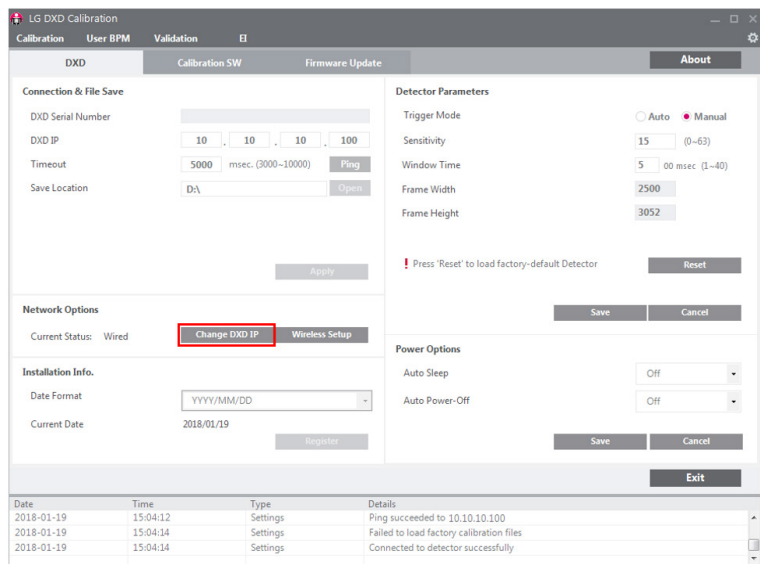 LG DXD Calibration
Calibration User BPM Validation EI
DXD Calibration SW Firmware Update About
Connection & File Save
DXD Serial Number
DXD IP 10 . 10 . 10 . 100
Timeout 5000 msec. (3000~10000) Ping
Save Location D:\ Open
Apply
Network Options
Current Status: Wired Change DXD IP Wireless Setup
Installation Info.
Date Format YYYY/MM/DD
Current Date 2018/01/19
Register
Detector Parameters
Trigger Mode Auto Manual
Sensitivity 15 (0~63)
Window Time 5 00 msec (1~40)
Frame Width 2500
Frame Height 3052
! Press 'Reset' to load factory-default Detector Reset
Save Cancel
Power Options
Auto Sleep Off
Auto Power-Off Off
Save Cancel
Exit
Date Time Type Details
2018-01-19 15:04:12 Settings Ping succeeded to 10.10.10.100
2018-01-19 15:04:14 Settings Failed to load factory calibration files
2018-01-19 15:04:14 Settings Connected to detector successfully